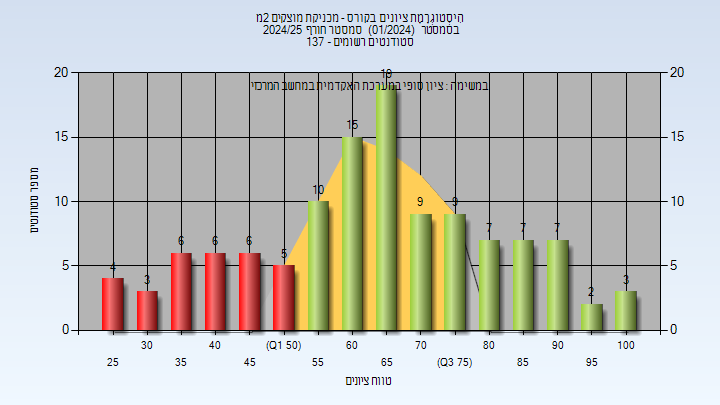 היסטוגרמת ציונים בקורס - מכניקת מוצקים 2מ
בסמסטר (01/2024) סמסטר חורף 2024/25
סטודנטים רשומים - 137
במשימה : ציון סופי במערכת האקדמית במחשב המרכזי
20 20
15 15
10 10
5 5
0 0
4 3 6 6 6 5 10 15 19 9 9 7 7 7 2 3
מספר סטודנטים
30 40 (Q1 50) 60 70 80 90 100
25 35 45 55 65 (Q3 75) 85 95
טווח ציונים